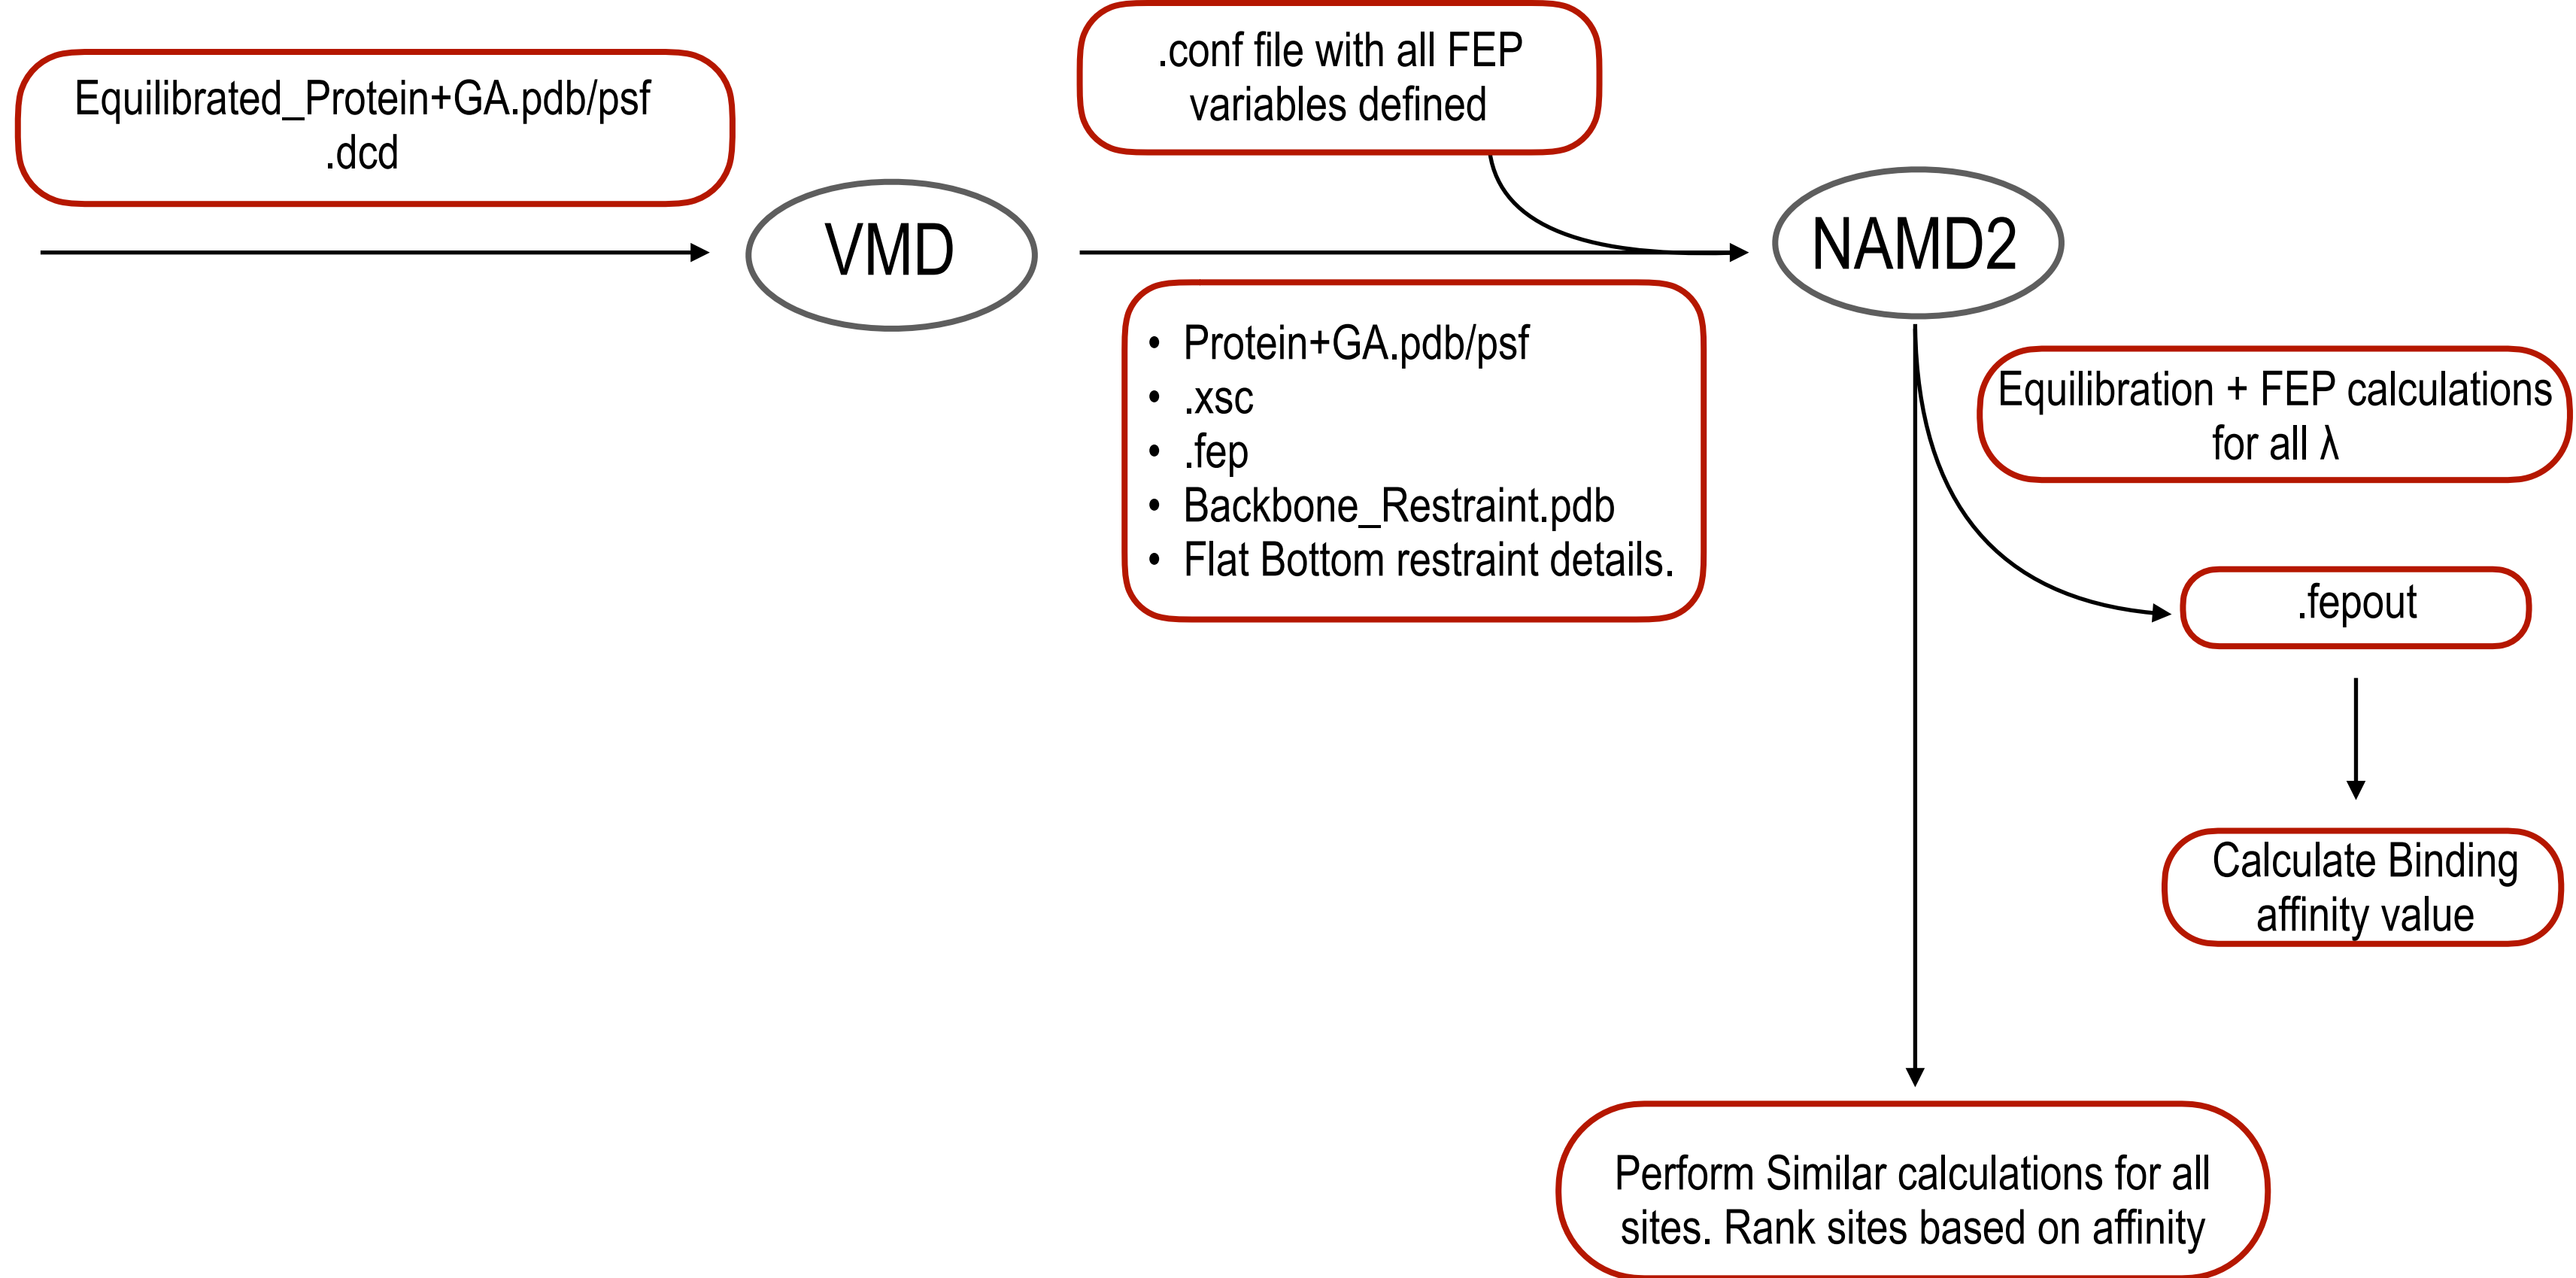 Equilibrated_Protein+GA.pdb/psf
.dcd
VMD
.conf file with all FEP
variables defined
• Protein+GA.pdb/psf
• .xsc
• .fep
• Backbone_Restraint.pdb
• Flat Bottom restraint details.
NAMD2
Equilibration + FEP calculations
for all λ
.fepout
Calculate Binding
affinity value
Perform Similar calculations for all
sites. Rank sites based on affinity